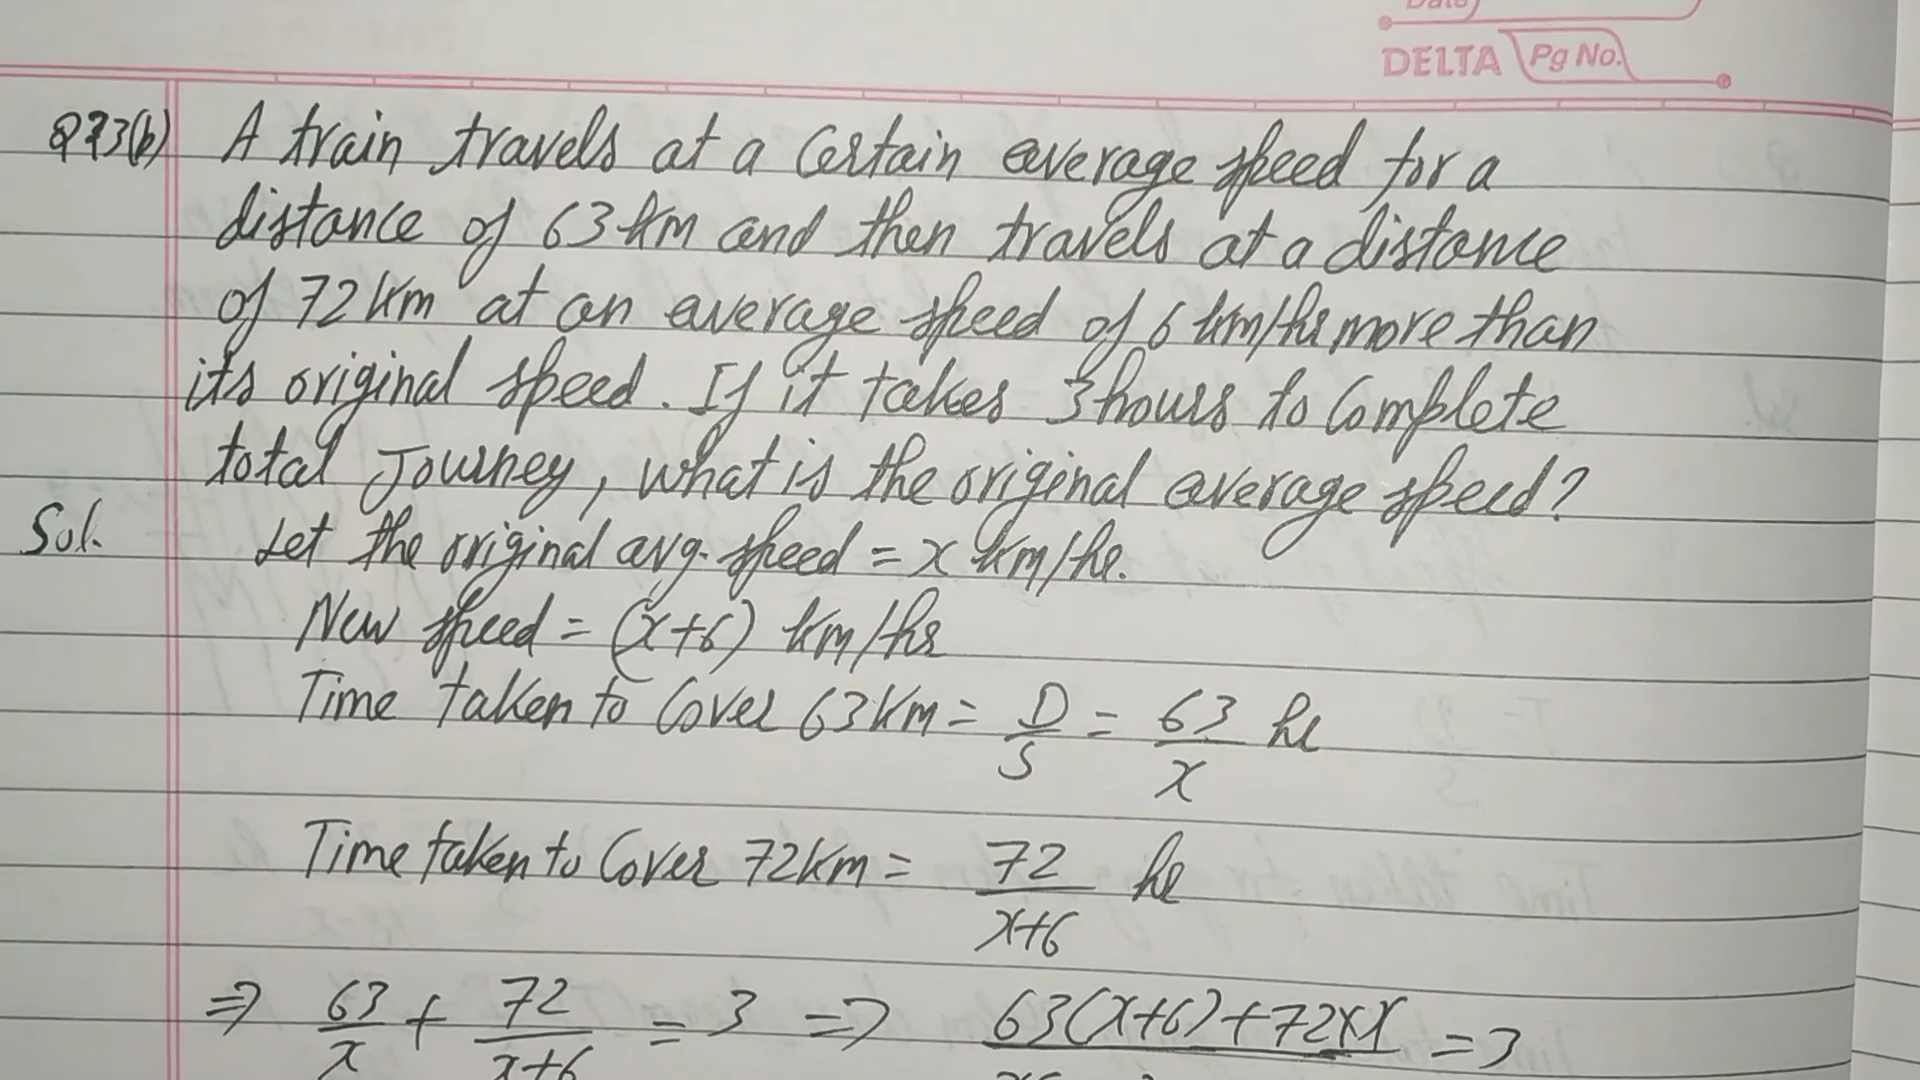 Date
DELTA Pg No.
Q23(b) A train travels at a certain average speed for a
distance of 63 km and then travels at a distance
of 72 km at an average speed of 6 km/hr more than
its original speed. If it takes 3 hours to complete
total Journey, what is the original average speed?
Sol. Let the original avg. speed = x km/hr.
New speed = (x+6) km/hr
Time taken to Cover 63 km = D/S = 63/x hr
Time taken to Cover 72 km = 72/x+6 hr
⇒ 63/x + 72/x+6 = 3 ⇒ 63(x+6)+72×x = 3